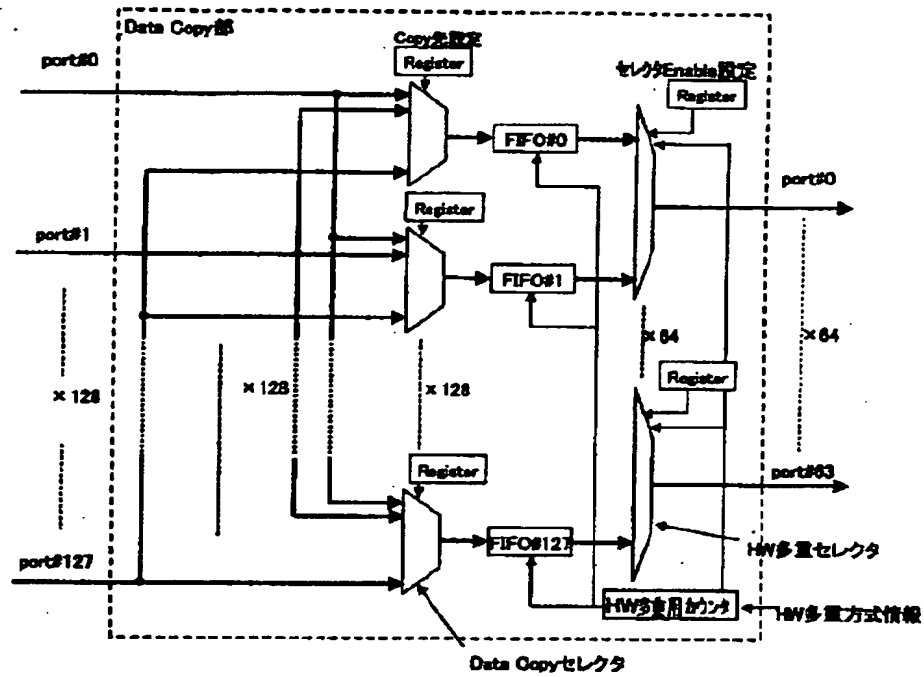 Data Copy部
port#0
Copy先設定
Register
セレクタEnable設定
Register
FIFO#0
port#0
Register
port#1
FIFO#1
× 64
× 64
Register
× 128
× 128
× 128
Register
port#63
FIFO#127
HW多重セレクタ
port#127
HW多重用カウンタ
HW多重方式情報
Data Copyセレクタ